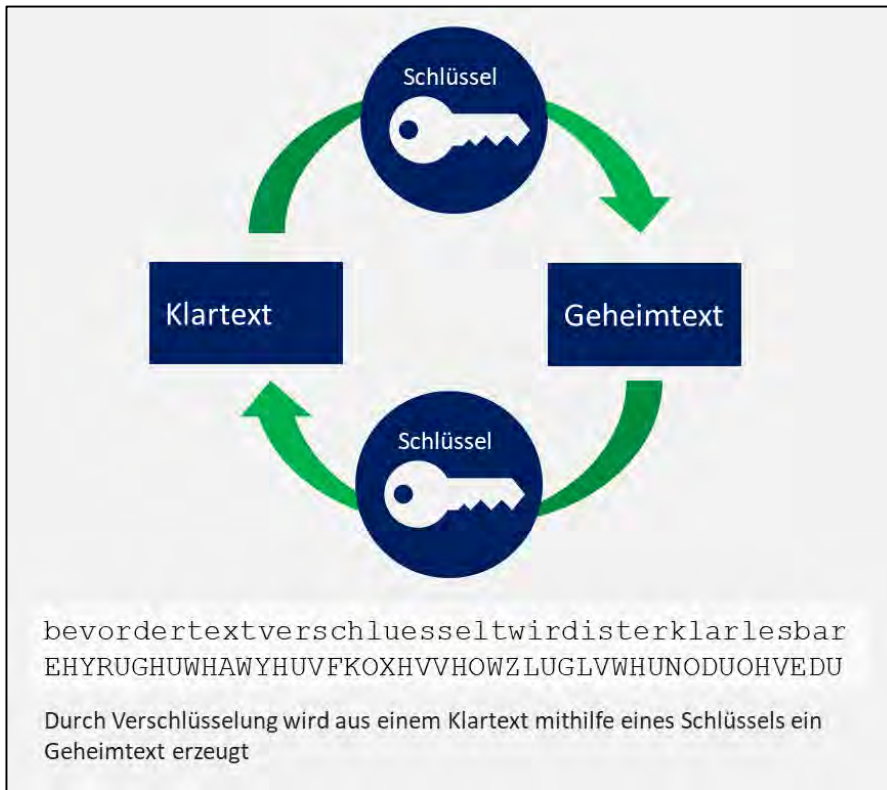 Schlüssel
Klartext
Geheimtext
Schlüssel
bevordertextverschluesseltwirdisterklarlesbar
EHYRUGHUWHAWYHUVFKOXHVVHOWZLUGLVWHUNODUOHVEDU
Durch Verschlüsselung wird aus einem Klartext mithilfe eines Schlüssels ein
Geheimtext erzeugt